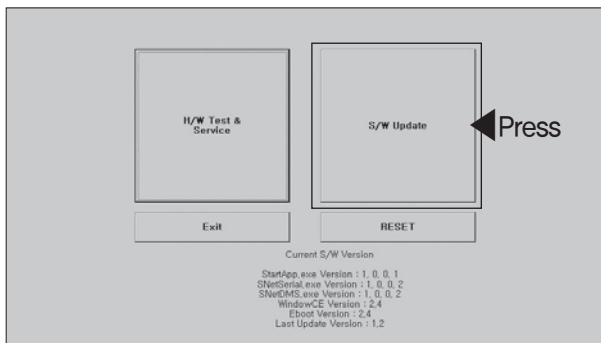 H/W Test &
Service
S/W Update
Press
Exit
RESET
Current S/W Version
StartApp.exe Version : 1, 0, 0, 1
SNetSerial.exe Version : 1, 0, 0, 2
SNetDMS.exe Version : 1, 0, 0, 2
WindowCE Version : 2,4
Eboot Version : 2,4
Last Update Version : 1,2